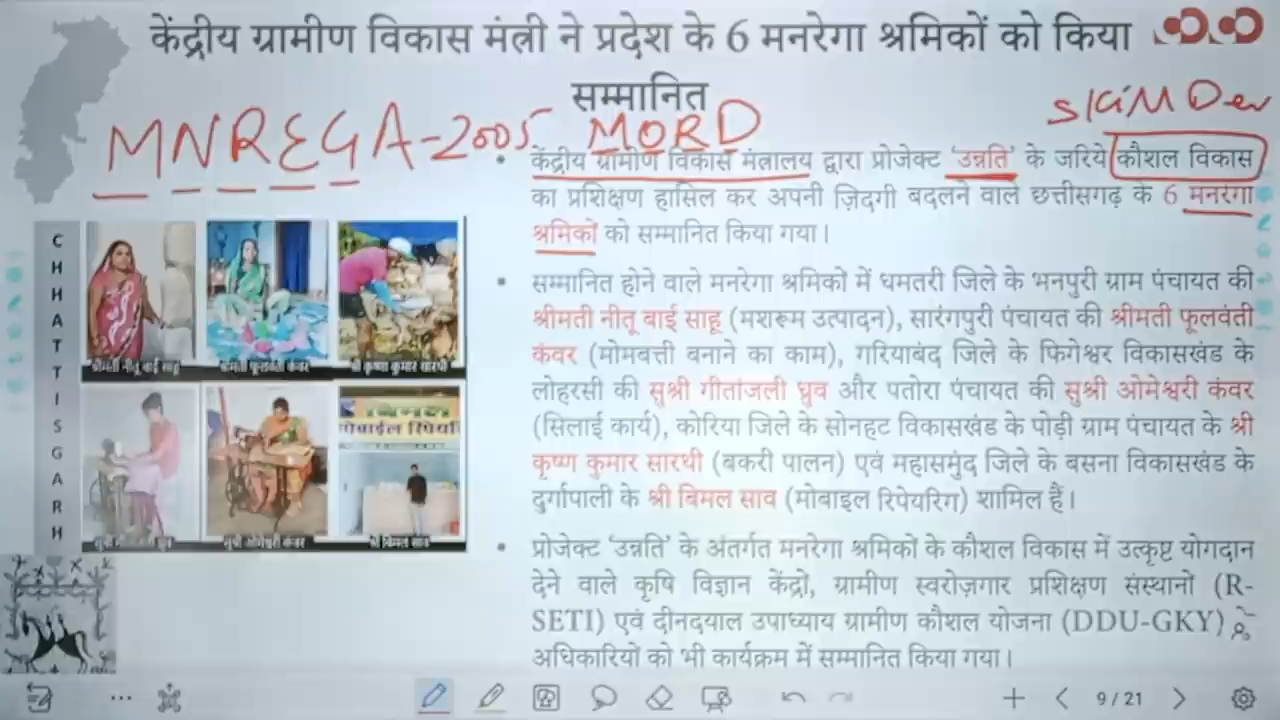 केंद्रीय ग्रामीण विकास मंत्री ने प्रदेश के 6 मनरेगा श्रमिकों को किया
सम्मानित
MNREGA-2005
MORD
Skill Dev
• केंद्रीय ग्रामीण विकास मंत्रालय द्वारा प्रोजेक्ट 'उन्नति' के जरिये कौशल विकास
का प्रशिक्षण हासिल कर अपनी ज़िंदगी बदलने वाले छत्तीसगढ़ के 6 मनरेगा
श्रमिकों को सम्मानित किया गया।
CHHATTISGARH
श्रीमती नीतू बाई साहू
श्रीमती फूलवंती कंवर
श्री कृष्ण कुमार सारथी
सुश्री ओमेश्वरी कंवर
श्री बिमल साव
• सम्मानित होने वाले मनरेगा श्रमिकों में धमतरी जिले के भनपुरी ग्राम पंचायत की
श्रीमती नीतू बाई साहू (मशरूम उत्पादन), सारंगपुरी पंचायत की श्रीमती फूलवंती
कंवर (मोमबत्ती बनाने का काम), गरियाबंद जिले के फिंगेश्वर विकासखंड के
लोहरसी की सुश्री गीतांजली ध्रुव और पतोरा पंचायत की सुश्री ओमेश्वरी कंवर
(सिलाई कार्य), कोरिया जिले के सोनहट विकासखंड के पोड़ी ग्राम पंचायत के श्री
कृष्ण कुमार सारथी (बकरी पालन) एवं महासमुंद जिले के बसना विकासखंड के
दुर्गापाली के श्री बिमल साव (मोबाइल रिपेयरिंग) शामिल हैं।
• प्रोजेक्ट 'उन्नति' के अंतर्गत मनरेगा श्रमिकों के कौशल विकास में उत्कृष्ट योगदान
देने वाले कृषि विज्ञान केंद्रों, ग्रामीण स्वरोज़गार प्रशिक्षण संस्थानों (R-
SETI) एवं दीनदयाल उपाध्याय ग्रामीण कौशल योजना (DDU-GKY) के
अधिकारियों को भी कार्यक्रम में सम्मानित किया गया।
9 / 21